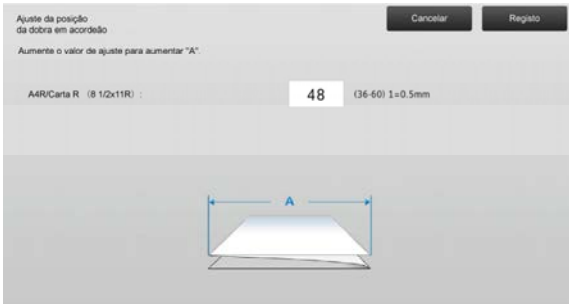 Ajuste da posição
da dobra em acordeão
Cancelar
Registo
Aumente o valor de ajuste para aumentar "A".
A4R/Carta R (8 1/2x11R) :
48
(36-60) 1=0.5mm
A